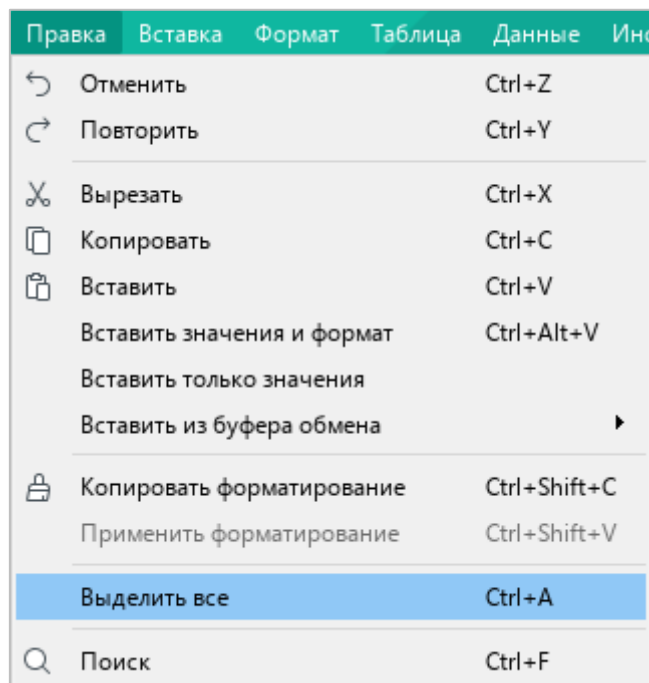 Правка Вставка Формат Таблица Данные
Отменить Ctrl+Z
Повторить Ctrl+Y
Вырезать Ctrl+X
Копировать Ctrl+C
Вставить Ctrl+V
Вставить значения и формат Ctrl+Alt+V
Вставить только значения
Вставить из буфера обмена
Копировать форматирование Ctrl+Shift+C
Применить форматирование Ctrl+Shift+V
Выделить все Ctrl+A
Поиск Ctrl+F